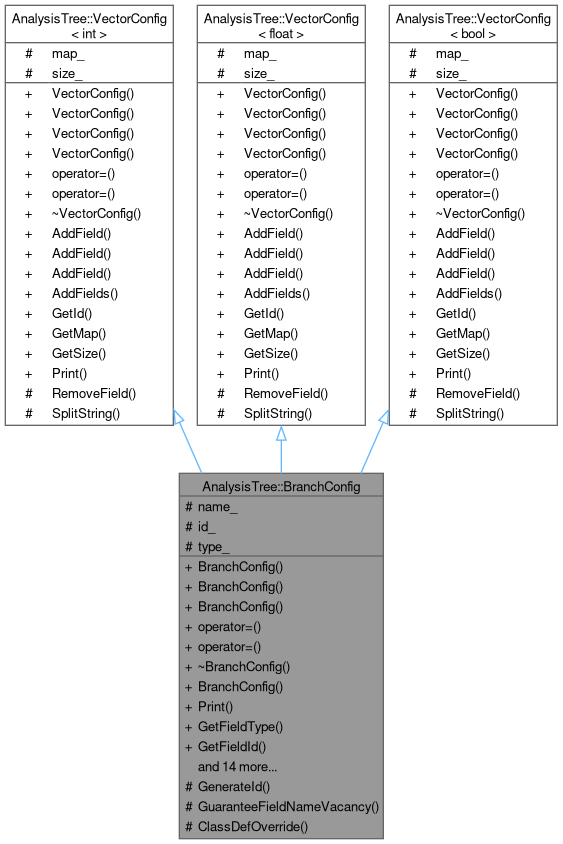 AnalysisTree::VectorConfig
< int >
# map_
# size_
+ VectorConfig()
+ VectorConfig()
+ VectorConfig()
+ VectorConfig()
+ operator=()
+ operator=()
+ ~VectorConfig()
+ AddField()
+ AddField()
+ AddField()
+ AddFields()
+ GetId()
+ GetMap()
+ GetSize()
+ Print()
# RemoveField()
# SplitString()
AnalysisTree::VectorConfig
< float >
# map_
# size_
+ VectorConfig()
+ VectorConfig()
+ VectorConfig()
+ VectorConfig()
+ operator=()
+ operator=()
+ ~VectorConfig()
+ AddField()
+ AddField()
+ AddField()
+ AddFields()
+ GetId()
+ GetMap()
+ GetSize()
+ Print()
# RemoveField()
# SplitString()
AnalysisTree::VectorConfig
< bool >
# map_
# size_
+ VectorConfig()
+ VectorConfig()
+ VectorConfig()
+ VectorConfig()
+ operator=()
+ operator=()
+ ~VectorConfig()
+ AddField()
+ AddField()
+ AddField()
+ AddFields()
+ GetId()
+ GetMap()
+ GetSize()
+ Print()
# RemoveField()
# SplitString()
AnalysisTree::BranchConfig
# name_
# id_
# type_
+ BranchConfig()
+ BranchConfig()
+ BranchConfig()
+ operator=()
+ operator=()
+ ~BranchConfig()
+ BranchConfig()
+ Print()
+ GetFieldType()
+ GetFieldId()
and 14 more...
# GenerateId()
# GuaranteeFieldNameVacancy()
# ClassDefOverride()